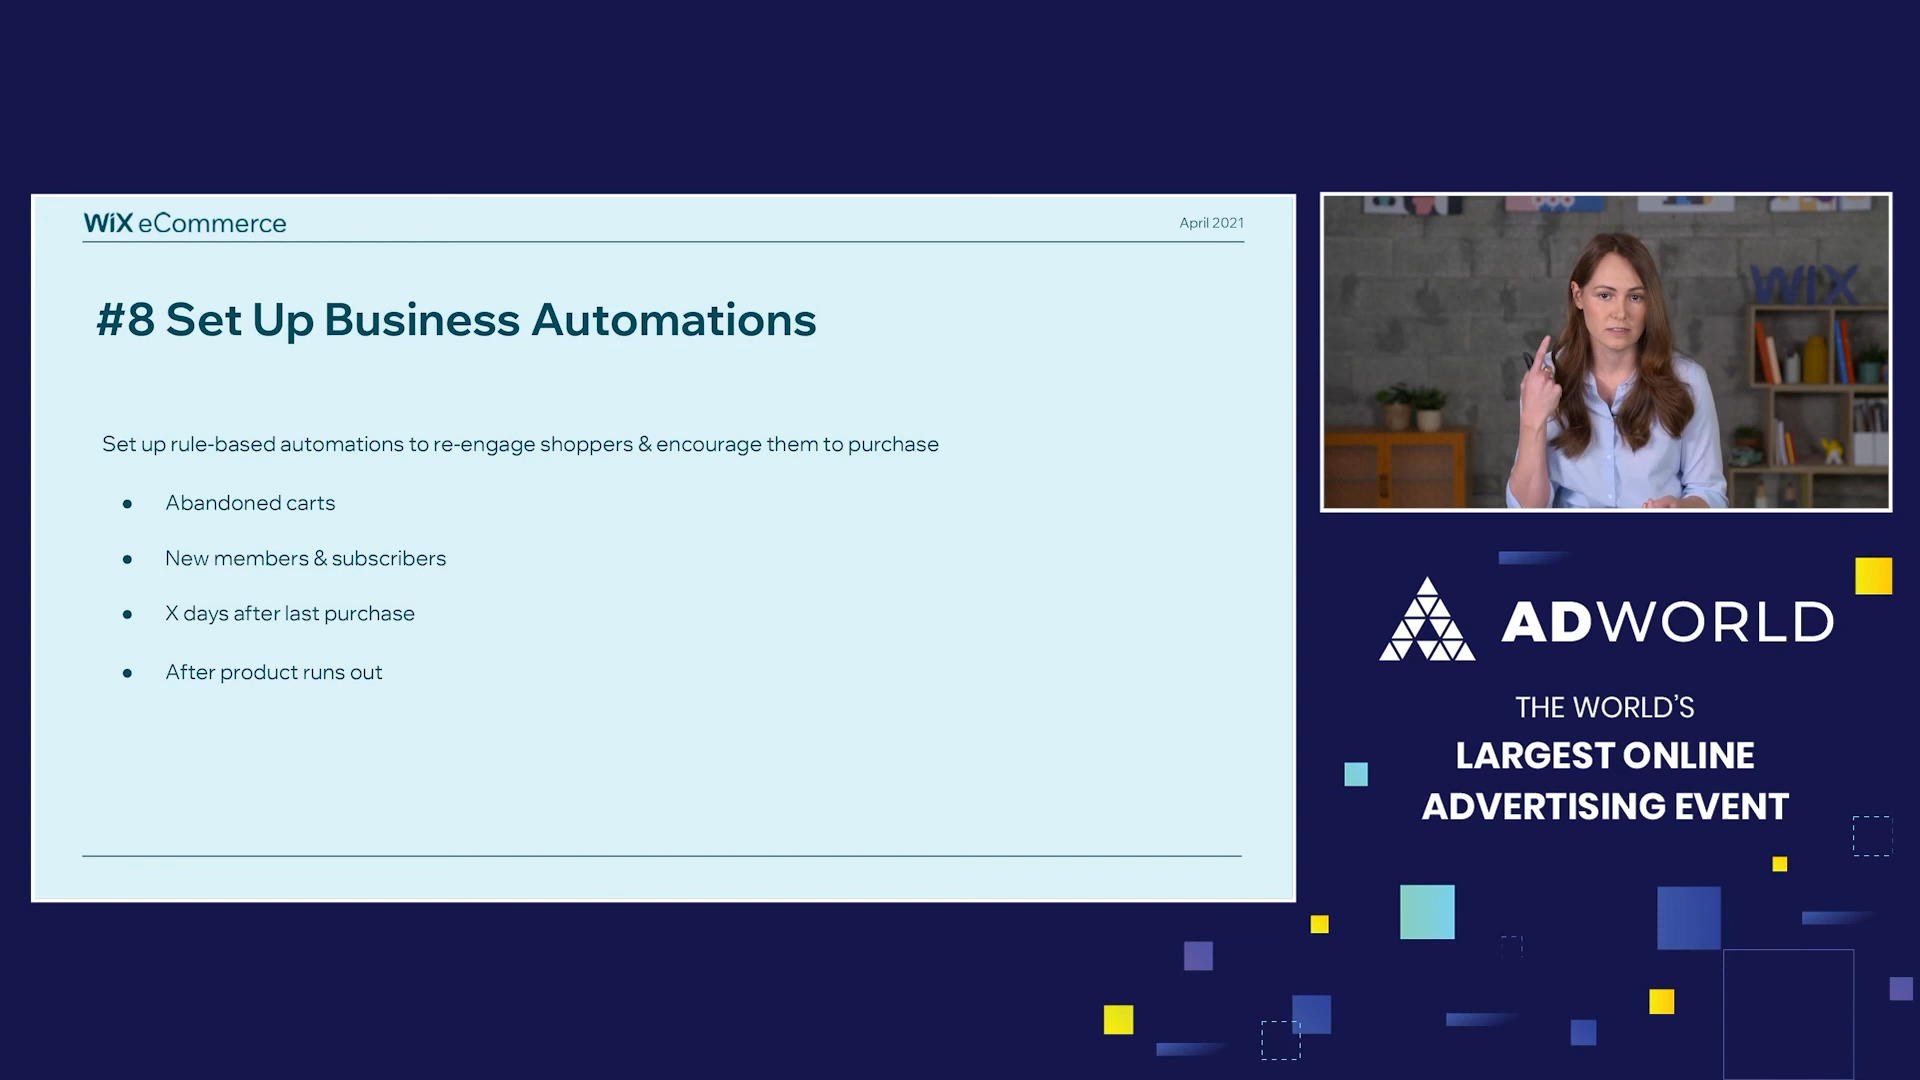 WiX eCommerce
April 2021
#8 Set Up Business Automations
Set up rule-based automations to re-engage shoppers & encourage them to purchase
● Abandoned carts
● New members & subscribers
● X days after last purchase
● After product runs out
WIX
ADWORLD
THE WORLD'S
LARGEST ONLINE
ADVERTISING EVENT